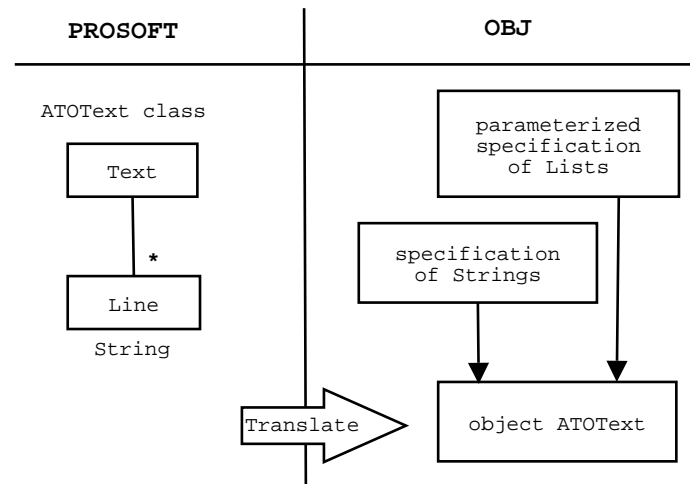 PROSOFT
OBJ
ATOText class
Text
*
Line
String
parameterized
specification
of Lists
specification
of Strings
Translate
object ATOText